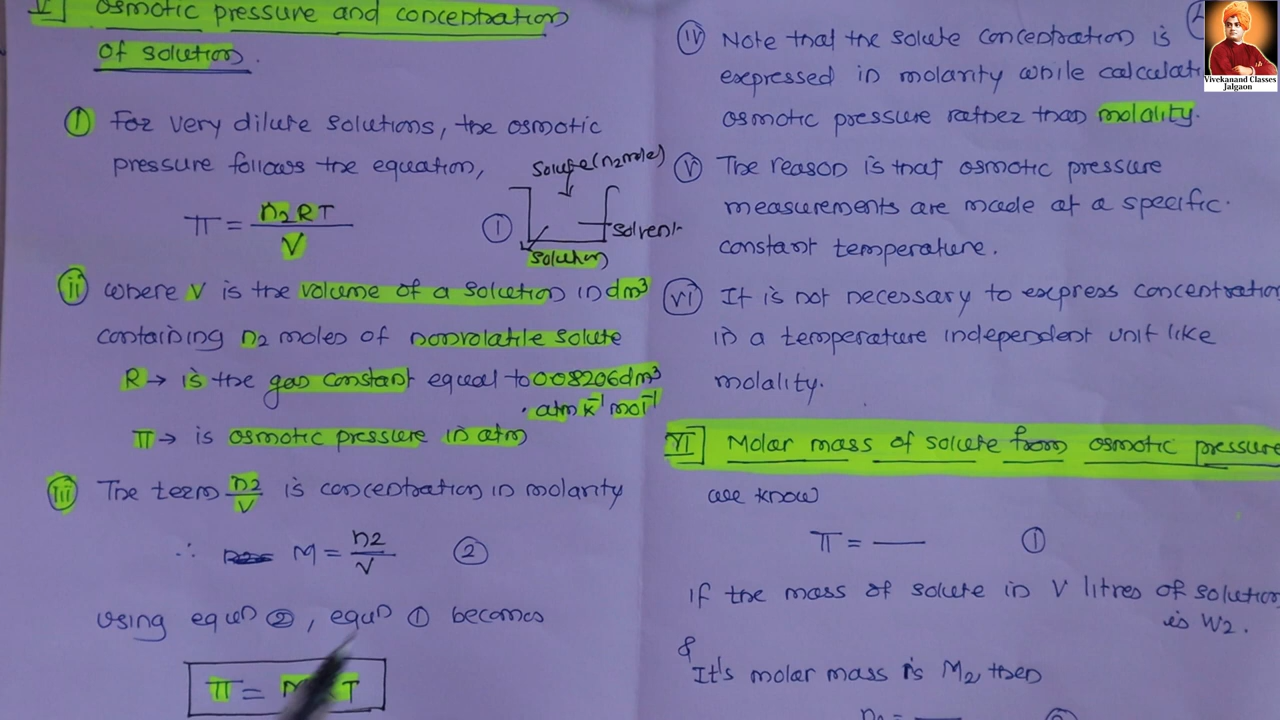 V] Osmotic pressure and concentration
of solution.
(i) For very dilute solutions, the osmotic
pressure follows the equation,
π = n2RT / V ①
Solute (n2 mole)
solvent
solution
(ii) where V is the volume of a solution in dm³
containing n2 moles of nonvolatile solute
R → is the gas constant equal to 0.08206 dm³
. atm K⁻¹ mol⁻¹
π → is osmotic pressure in atm
(iii) The term n2/V is concentration in molarity
∴ M = n2/V ②
using equn ②, equn ① becomes
π = M T
(iv) Note that the solute concentration is
expressed in molarity while calculati
osmotic pressure rather than molality.
(v) The reason is that osmotic pressure
measurements are made at a specific.
constant temperature.
(vi) It is not necessary to express concentration
in a temperature independent unit like
molality.
VI] Molar mass of solute from osmotic pressure
we know
π = — ①
if the mass of solute in V litres of solution
is W2.
&
It's molar mass is M2 then
n2 = —
Vivekanand Classes
Jalgaon